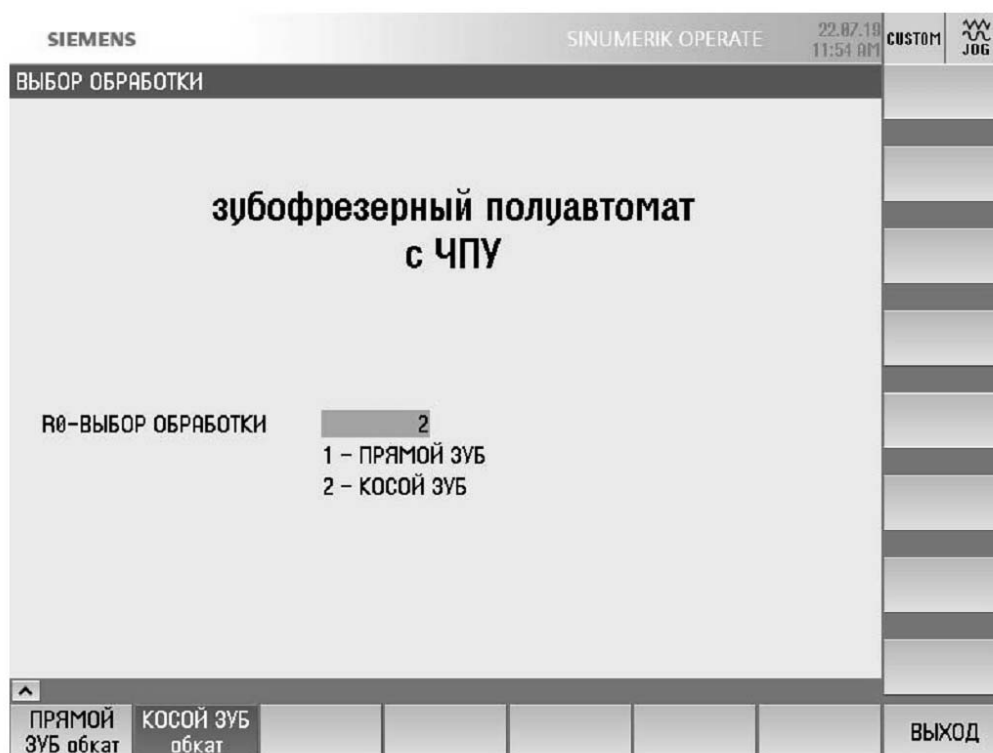 SIEMENS
SINUMERIK OPERATE
22.07.19
11:54 AM
CUSTOM
JOG
ВЫБОР ОБРАБОТКИ
зубофрезерный полуавтомат
с ЧПУ
R0-ВЫБОР ОБРАБОТКИ 2
1 - ПРЯМОЙ ЗУБ
2 - КОСОЙ ЗУБ
ПРЯМОЙ
ЗУБ обкат
КОСОЙ ЗУБ
обкат
ВЫХОД